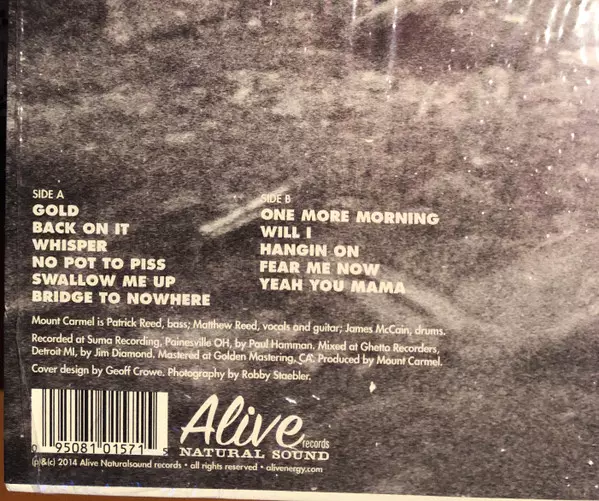 SIDE A
GOLD
BACK ON IT
WHISPER
NO POT TO PISS
SWALLOW ME UP
BRIDGE TO NOWHERE
SIDE B
ONE MORE MORNING
WILL I
HANGIN ON
FEAR ME NOW
YEAH YOU MAMA
Mount Carmel is Patrick Reed, bass; Matthew Reed, vocals and guitar; James McCain, drums.
Recorded at Suma Recording, Painesville OH, by Paul Hamman. Mixed at Ghetto Recorders,
Detroit MI, by Jim Diamond. Mastered at Golden Mastering, CA. Produced by Mount Carmel.
Cover design by Geoff Crowe. Photography by Robby Staebler.
Alive
records
NATURAL SOUND
0 95081 01571 5
(p)&(c) 2014 Alive Naturalsound records • all rights reserved • alivenergy.com